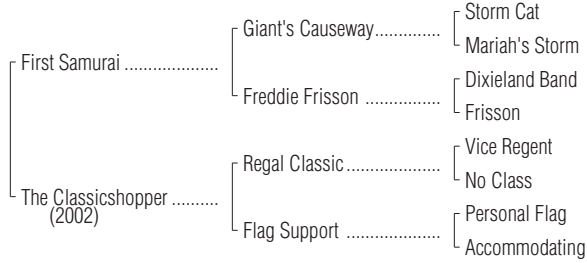 Storm Cat
Giant's Causeway..............
Mariah's Storm
First Samurai ....................
Dixieland Band
Freddie Frisson ................
Frisson
Vice Regent
Regal Classic....................
No Class
The Classicshopper ..........
(2002)
Personal Flag
Flag Support ....................
Accommodating